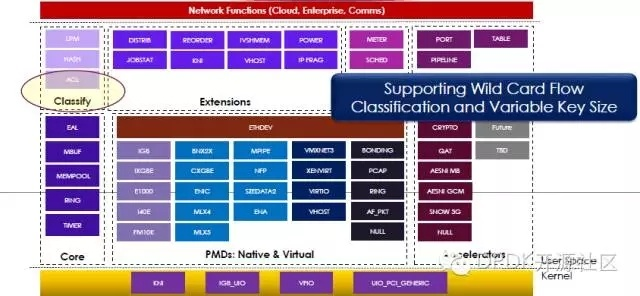 Network Functions (Cloud, Enterprise, Comms)
LPM
HASH
ACL
Classify
DISTRIB
REORDER
IVSHMEM
POWER
JOBSTAT
KNI
VHOST
IP FRAG
Extensions
METER
SCHED
PORT
TABLE
PIPELINE
Supporting Wild Card Flow
Classification and Variable Key Size
EAL
MBUF
MEMPOOL
RING
TIMER
Core
ETHDEV
IGB
BNX2X
MPIPE
VMXNET3
BONDING
IXGBE
CXGBE
NFP
XENVIRT
PCAP
E1000
ENIC
SZEDATA2
VIRTIO
RING
I40E
MLX4
ENA
VHOST
AF_PKT
FM10E
MLX5
NULL
PMDs: Native & Virtual
CRYPTO
Future
QAT
TBD
AESNI MB
AESNI GCM
SNOW 3G
NULL
User Space
Kernel
KNI
IGB_UIO
VFIO
UIO_PCI_GENERIC